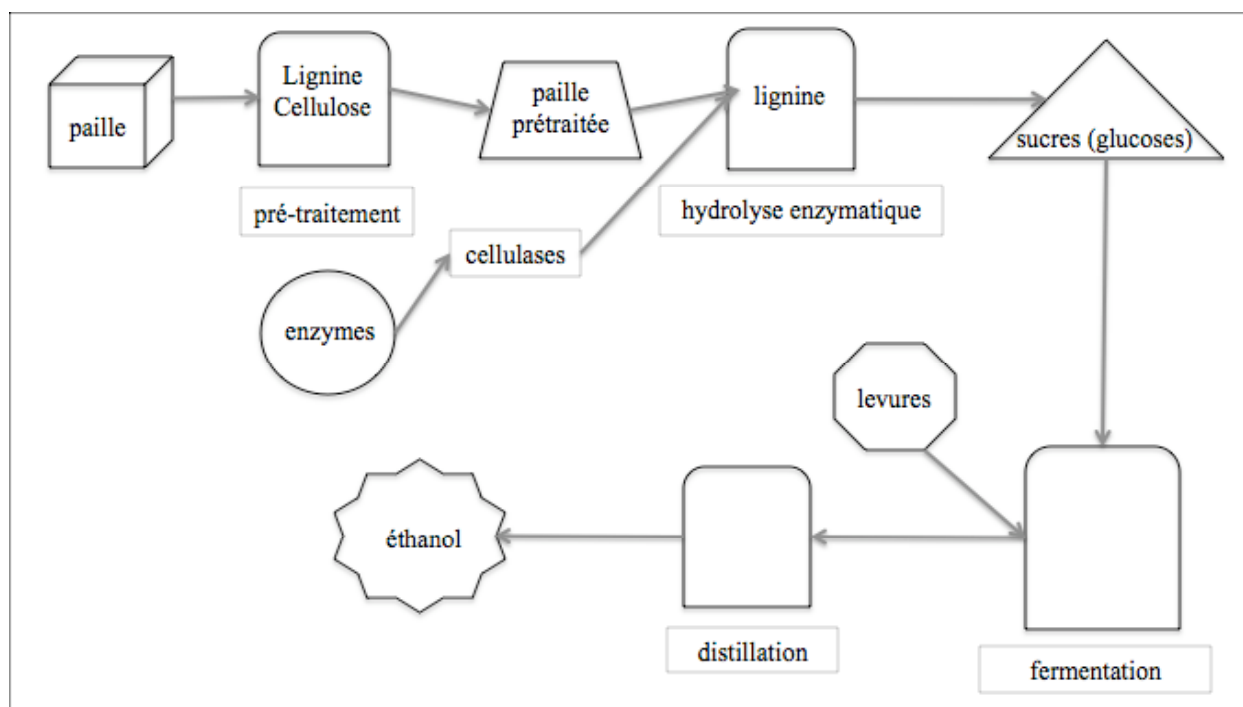 paille
Lignine
Cellulose
pré-traitement
paille
prétraitée
lignine
hydrolyse enzymatique
sucres (glucoses)
enzymes
cellulases
levures
fermentation
distillation
éthanol